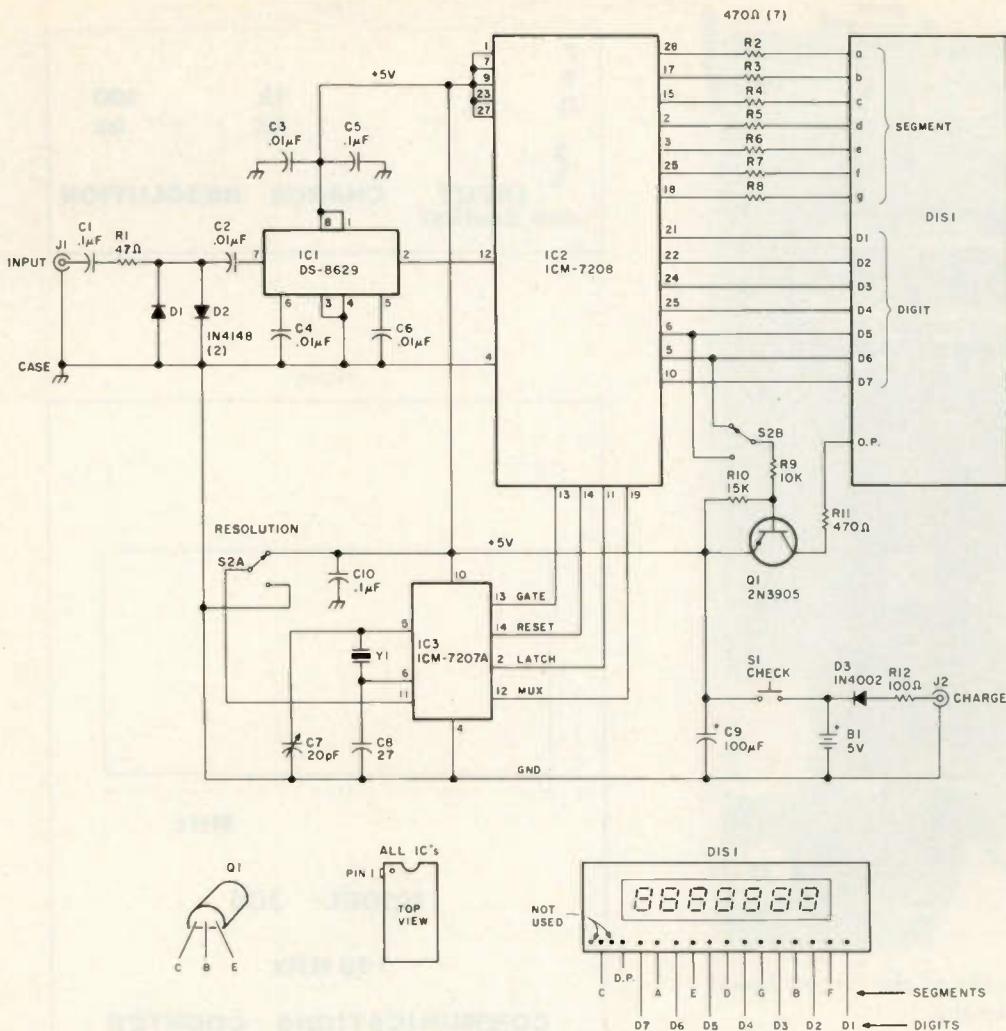 470Ω (7)
1
7
9
23
27
+5V
28 R2 a
17 R3 b
15 R4 c
2 R5 d
3 R6 e
25 R7 f
18 R8 g
SEGMENT
DIS1
C3
.01µF
C5
.1µF
8 1
IC1
DS-8629
7
2
6 3 4 5
INPUT
J1
C1
.1µF
R1
47Ω
C2
.01µF
D1
D2
1N4148
(2)
C4
.01µF
C6
.01µF
CASE
12
4
IC2
ICM-7208
21 D1
22 D2
24 D3
25 D4
6 D5
5 D6
10 D7
DIGIT
O.P.
S2B
R9
10K
R10
15K
R11
470Ω
Q1
2N3905
13 14 11 19
RESOLUTION
S2A
+5V
C10
.1µF
10
5
6
11
IC3
ICM-7207A
4
13 GATE
14 RESET
2 LATCH
12 MUX
Y1
C7
20pF
C8
27
GND
S1
CHECK
D3
1N4002
R12
100Ω
J2
CHARGE
C9
100µF
+
B1
5V
+
Q1
C B E
ALL IC's
PIN 1
TOP
VIEW
DIS1
NOT
USED
D.P.
C A E D G B F SEGMENTS
D7 D6 D5 D4 D3 D2 D1 DIGITS